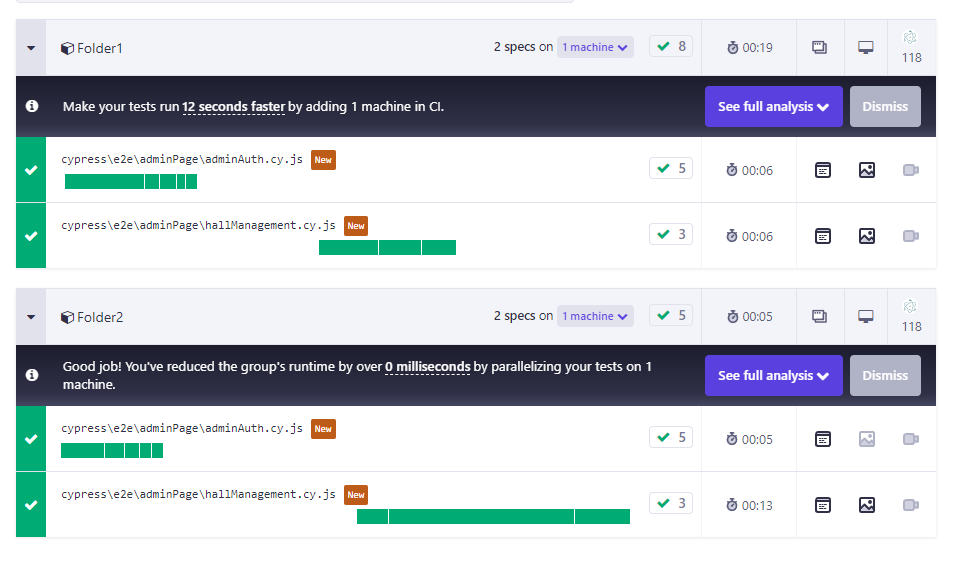 Folder1 2 specs on 1 machine 8 00:19 118
Make your tests run 12 seconds faster by adding 1 machine in CI. See full analysis Dismiss
cypress\e2e\adminPage\adminAuth.cy.js New 5 00:06
cypress\e2e\adminPage\hallManagement.cy.js New 3 00:06
Folder2 2 specs on 1 machine 5 00:05 118
Good job! You've reduced the group's runtime by over 0 milliseconds by parallelizing your tests on 1
machine. See full analysis Dismiss
cypress\e2e\adminPage\adminAuth.cy.js New 5 00:05
cypress\e2e\adminPage\hallManagement.cy.js New 3 00:13